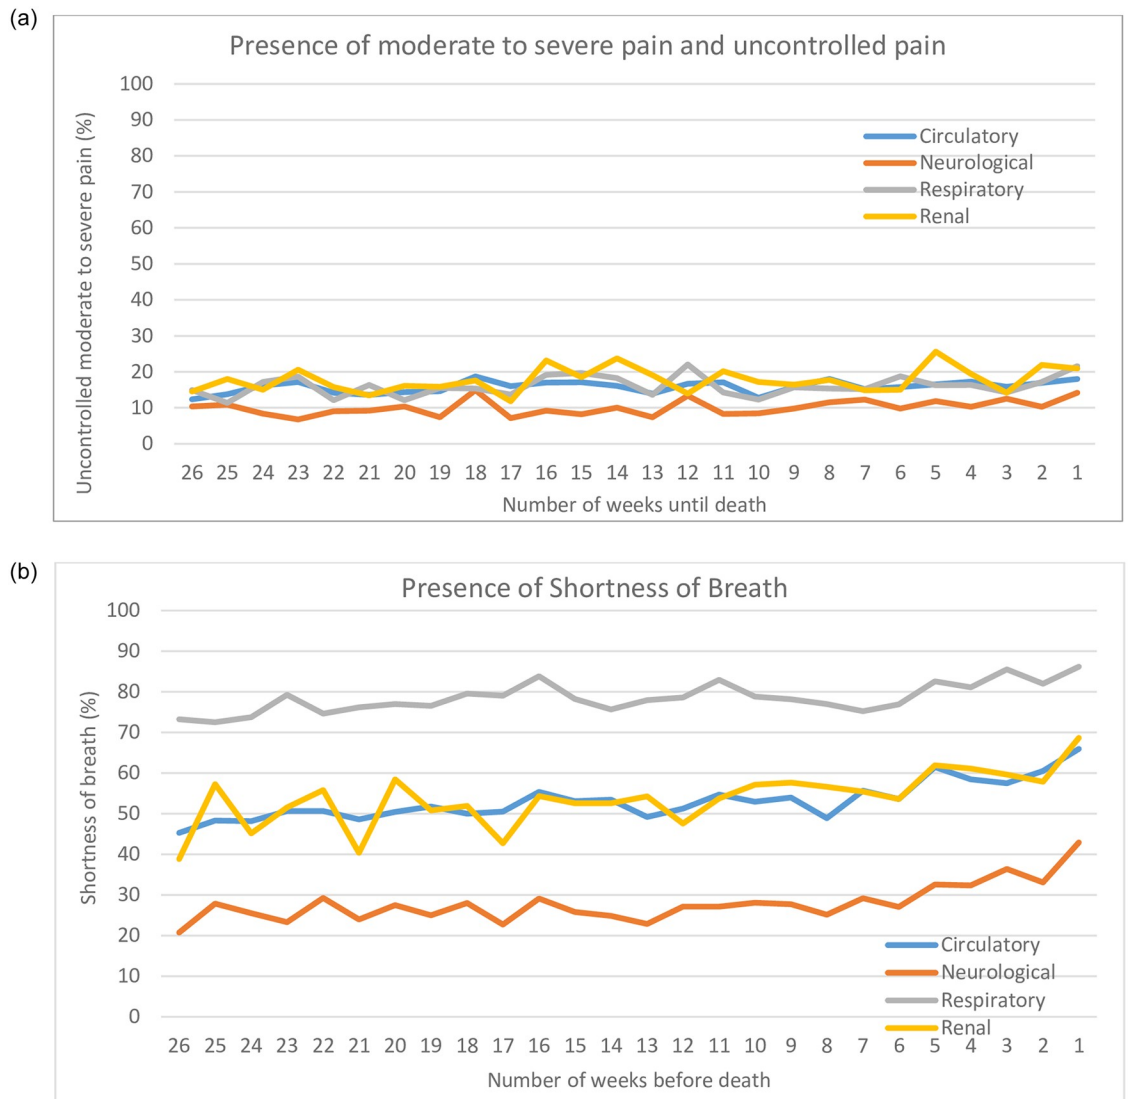 (a)
Presence of moderate to severe pain and uncontrolled pain
Uncontrolled moderate to severe pain (%)
100
90
80
70
60
50
40
30
20
10
0
Circulatory
Neurological
Respiratory
Renal
26 25 24 23 22 21 20 19 18 17 16 15 14 13 12 11 10 9 8 7 6 5 4 3 2 1
Number of weeks until death
(b)
Presence of Shortness of Breath
Shortness of breath (%)
100
90
80
70
60
50
40
30
20
10
0
Circulatory
Neurological
Respiratory
Renal
26 25 24 23 22 21 20 19 18 17 16 15 14 13 12 11 10 9 8 7 6 5 4 3 2 1
Number of weeks before death